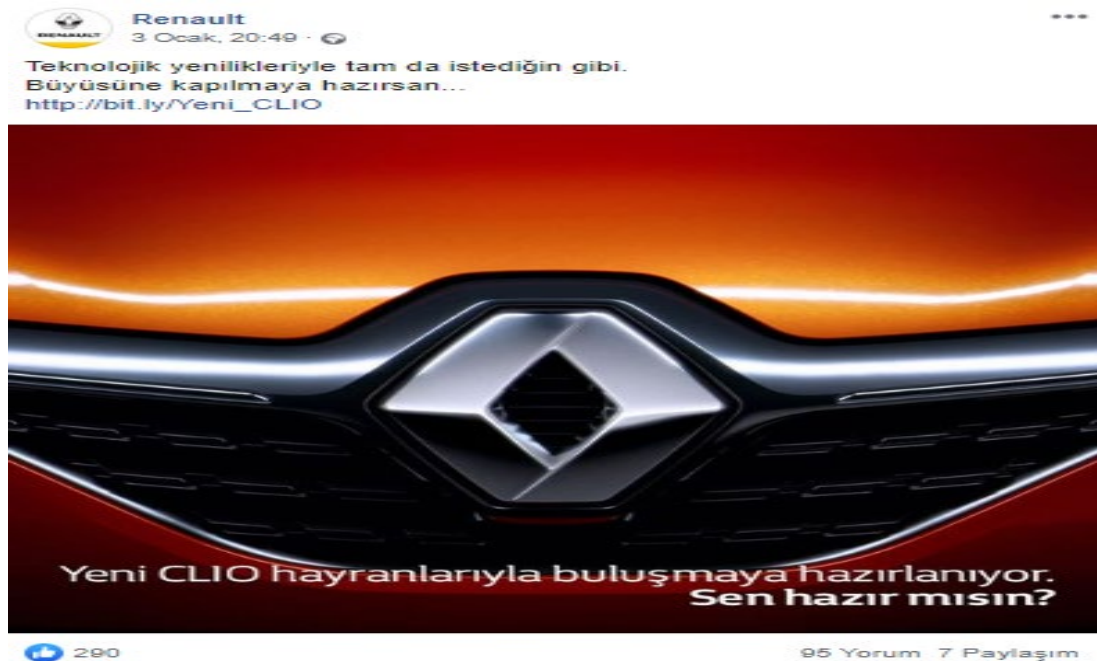 Renault
RENAULT
3 Ocak, 20:49 ·
Teknolojik yenilikleriyle tam da istediğin gibi.
Büyüsüne kapılmaya hazırsan...
http://bit.ly/Yeni_CLIO
Yeni CLIO hayranlarıyla buluşmaya hazırlanıyor.
Sen hazır mısın?
290
95 Yorum 7 Paylaşım